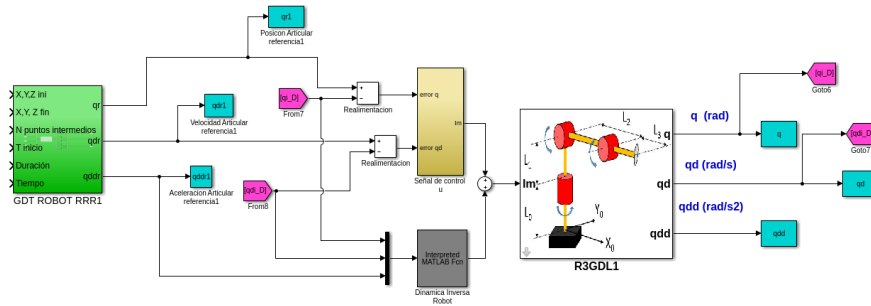 qr1
Posicon Articular
referencia1
X,Y,Z ini
X,Y, Z fin
N puntos intermedios
T inicio
Duración
Tiempo
qr
qdr
qddr
GDT ROBOT RRR1
qdr1
Velocidad Articular
referencia1
qddr1
Aceleracion Articular
referencia1
[qi_D]
From7
[qdi_D]
From8
Realimentacion
Realimentacion
error q
error qd
Im
Señal de control
u
Interpreted
MATLAB Fcn
Dinamica Inversa
Robot
Im
L0
L2
L3
Y0
X0
q
qd
qdd
R3GDL1
q (rad)
qd (rad/s)
qdd (rad/s2)
[qi_D]
Goto6
q
[qdi_D]
Goto7
qd
qdd